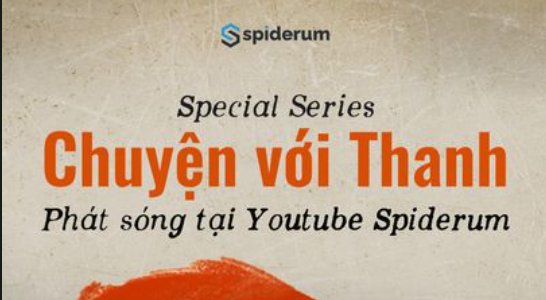 spiderum
Special Series
Chuyện với Thanh
Phát sóng tại Youtube Spiderum